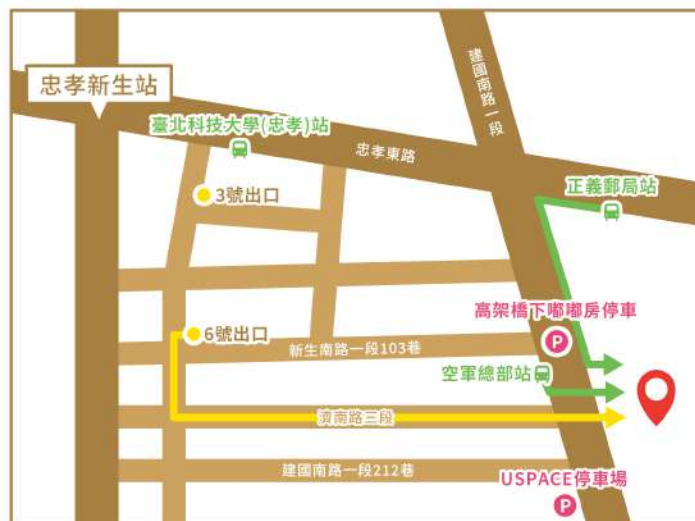 建國南路一段
忠孝新生站
臺北科技大學(忠孝)站
忠孝東路
正義郵局站
3號出口
高架橋下嘟嘟房停車
P
6號出口
新生南路一段103巷
空軍總部站
濟南路三段
建國南路一段212巷
USPACE停車場
P